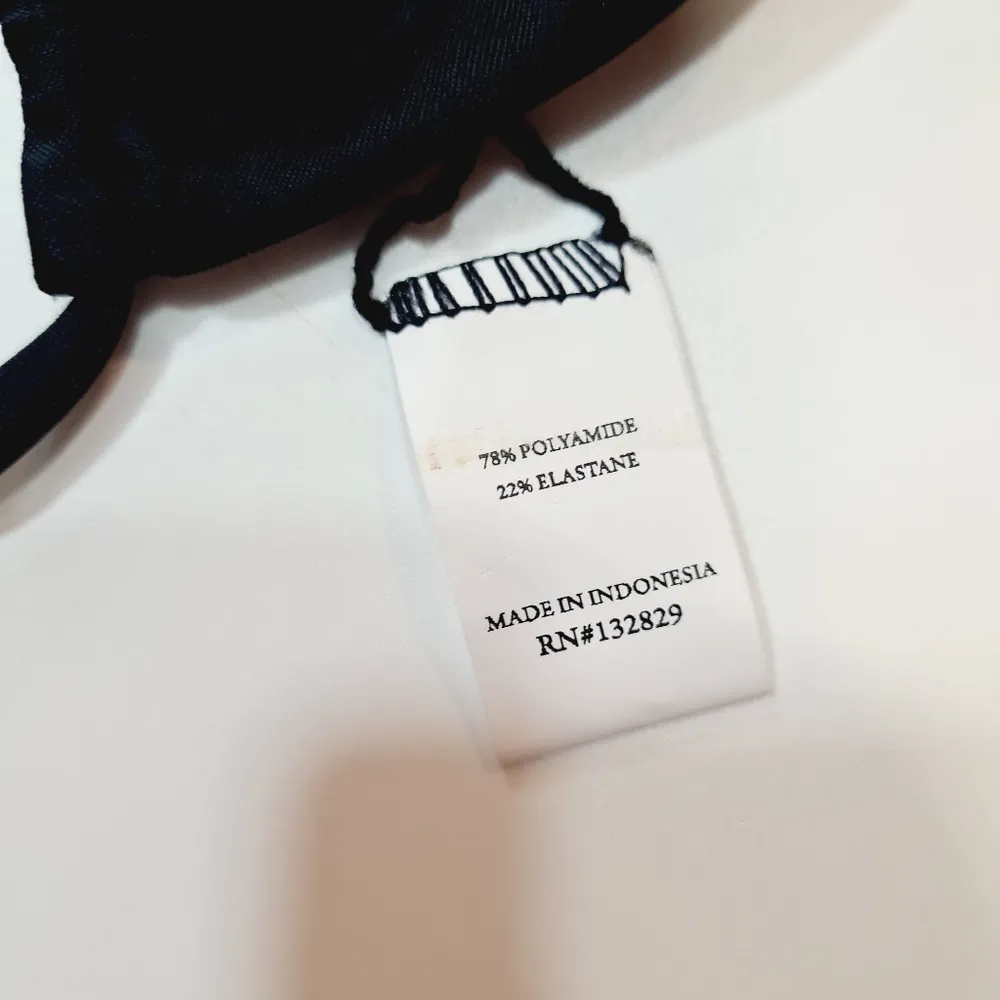 78% POLYAMIDE
22% ELASTANE
MADE IN INDONESIA
RN#132829